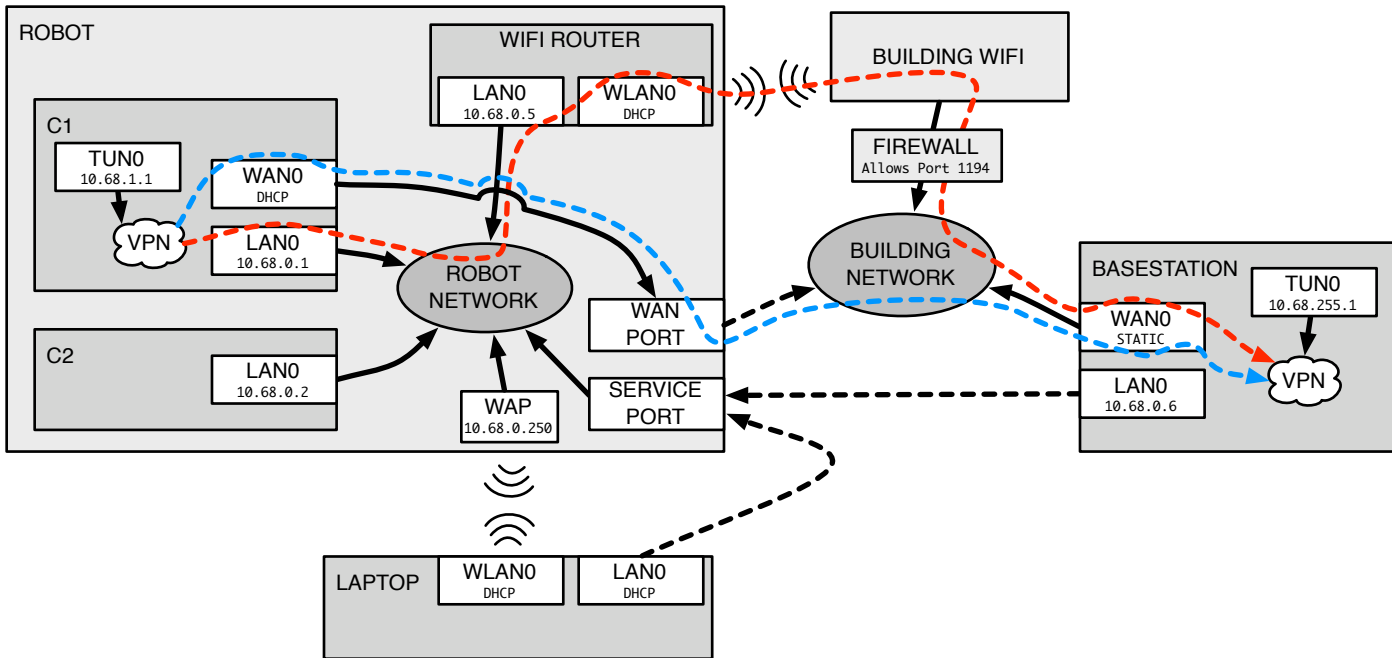 ROBOT
WIFI ROUTER
LAN0
10.68.0.5
WLAN0
DHCP
BUILDING WIFI
FIREWALL
Allows Port 1194
C1
TUN0
10.68.1.1
VPN
WAN0
DHCP
LAN0
10.68.0.1
ROBOT
NETWORK
BUILDING
NETWORK
WAN
PORT
C2
LAN0
10.68.0.2
WAP
10.68.0.250
SERVICE
PORT
BASESTATION
TUN0
10.68.255.1
WAN0
STATIC
VPN
LAN0
10.68.0.6
LAPTOP
WLAN0
DHCP
LAN0
DHCP